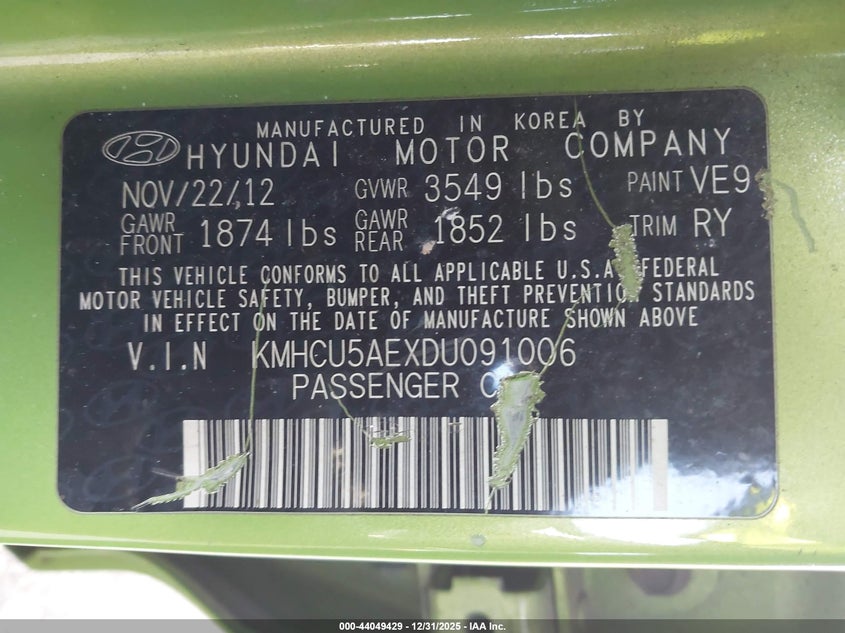 MANUFACTURED IN KOREA BY
HYUNDAI MOTOR COMPANY
NOV/22/12 GVWR 3549 lbs PAINT VE9
GAWR FRONT 1874 lbs GAWR REAR 1852 lbs TRIM RY
THIS VEHICLE CONFORMS TO ALL APPLICABLE U.S.A. FEDERAL
MOTOR VEHICLE SAFETY, BUMPER, AND THEFT PREVENTION STANDARDS
IN EFFECT ON THE DATE OF MANUFACTURE SHOWN ABOVE
V.I.N KMHCU5AEXDU091006
PASSENGER
000-44049429 - 12/31/2025 - IAA Inc.